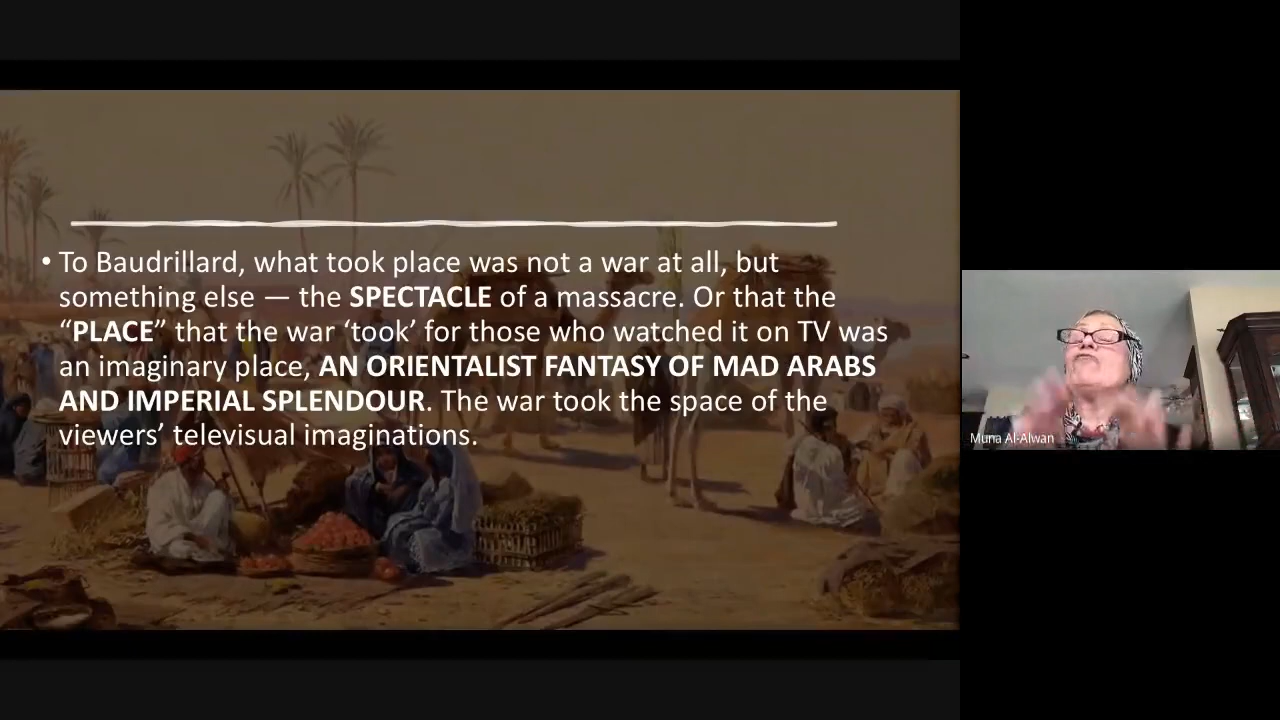 • To Baudrillard, what took place was not a war at all, but
something else — the SPECTACLE of a massacre. Or that the
“PLACE” that the war ‘took’ for those who watched it on TV was
an imaginary place, AN ORIENTALIST FANTASY OF MAD ARABS
AND IMPERIAL SPLENDOUR. The war took the space of the
viewers’ televisual imaginations.
Muna Al-Alwan